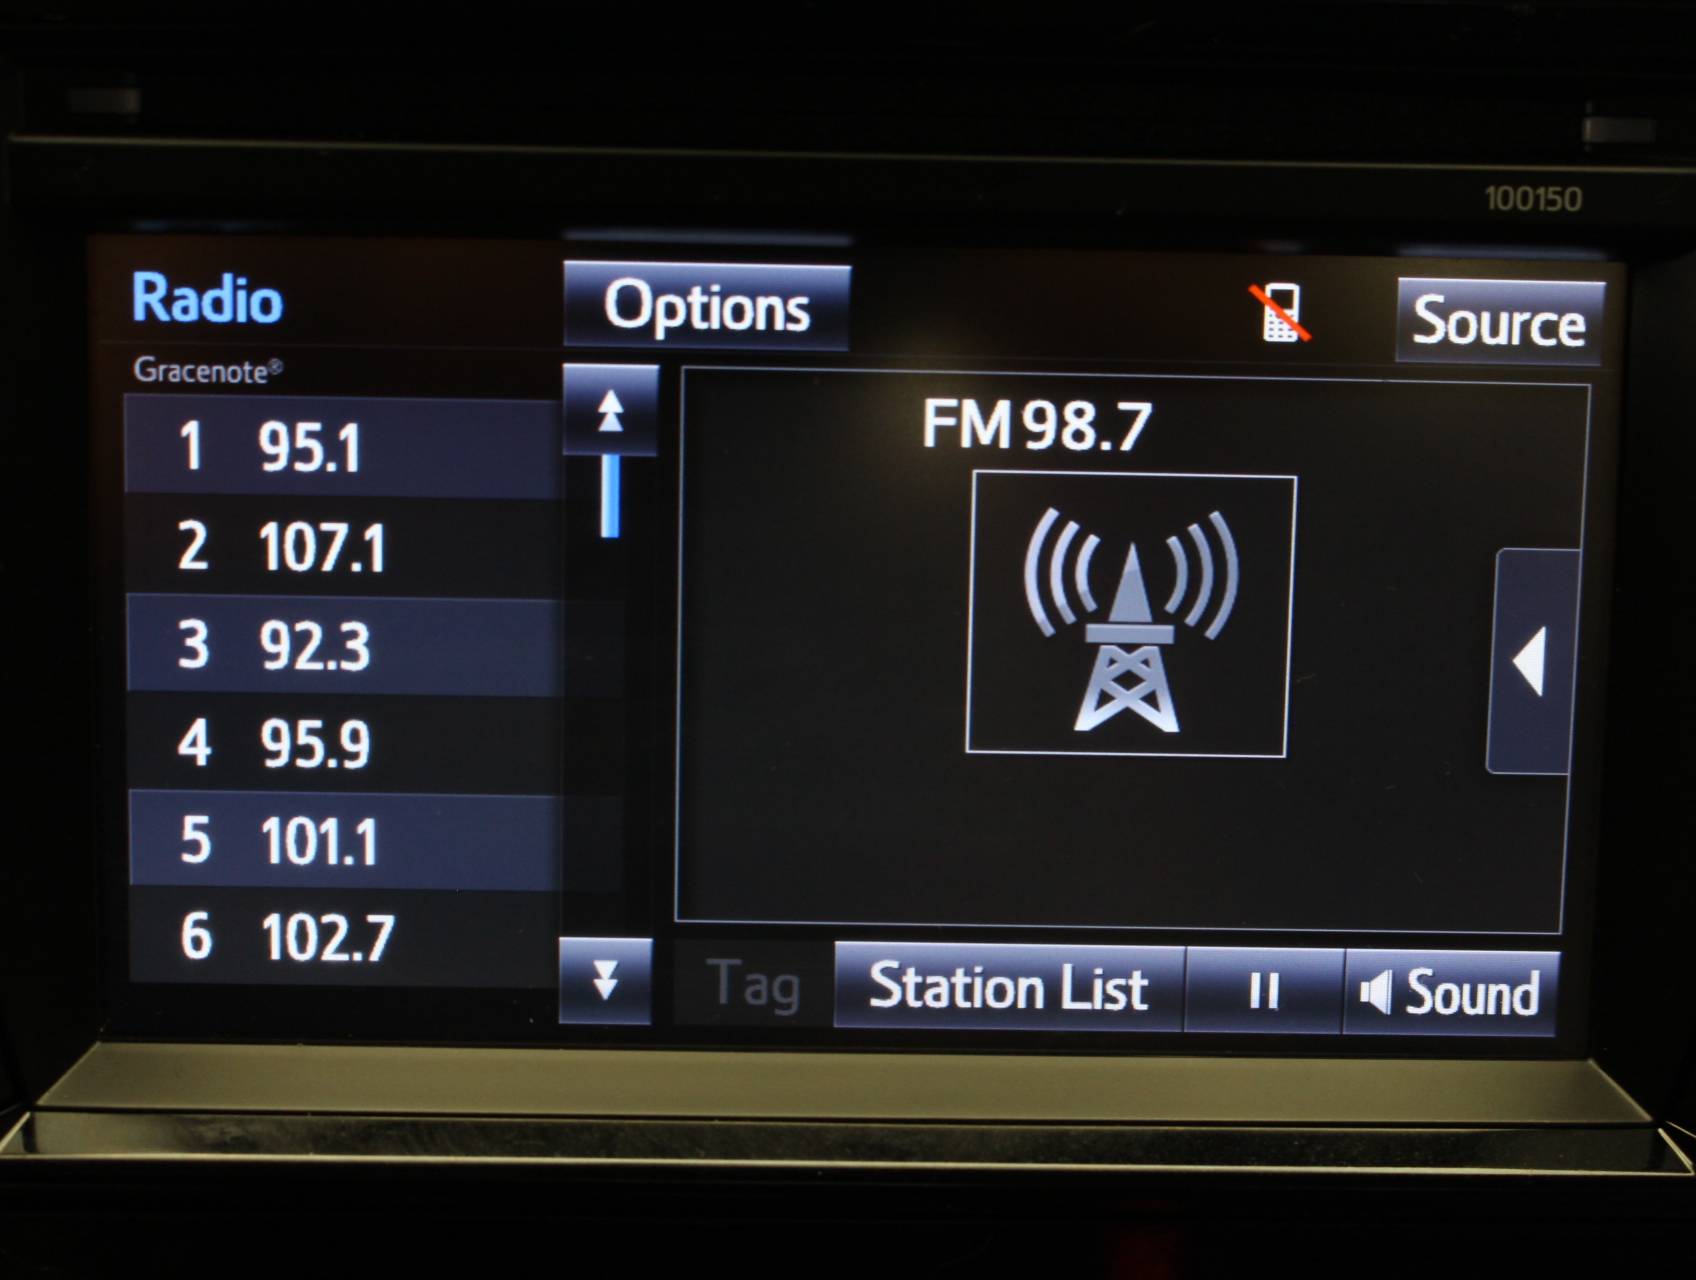 100150
Radio
Options
Source
Gracenote®
1 95.1
2 107.1
3 92.3
4 95.9
5 101.1
6 102.7
FM 98.7
Tag
Station List
Sound